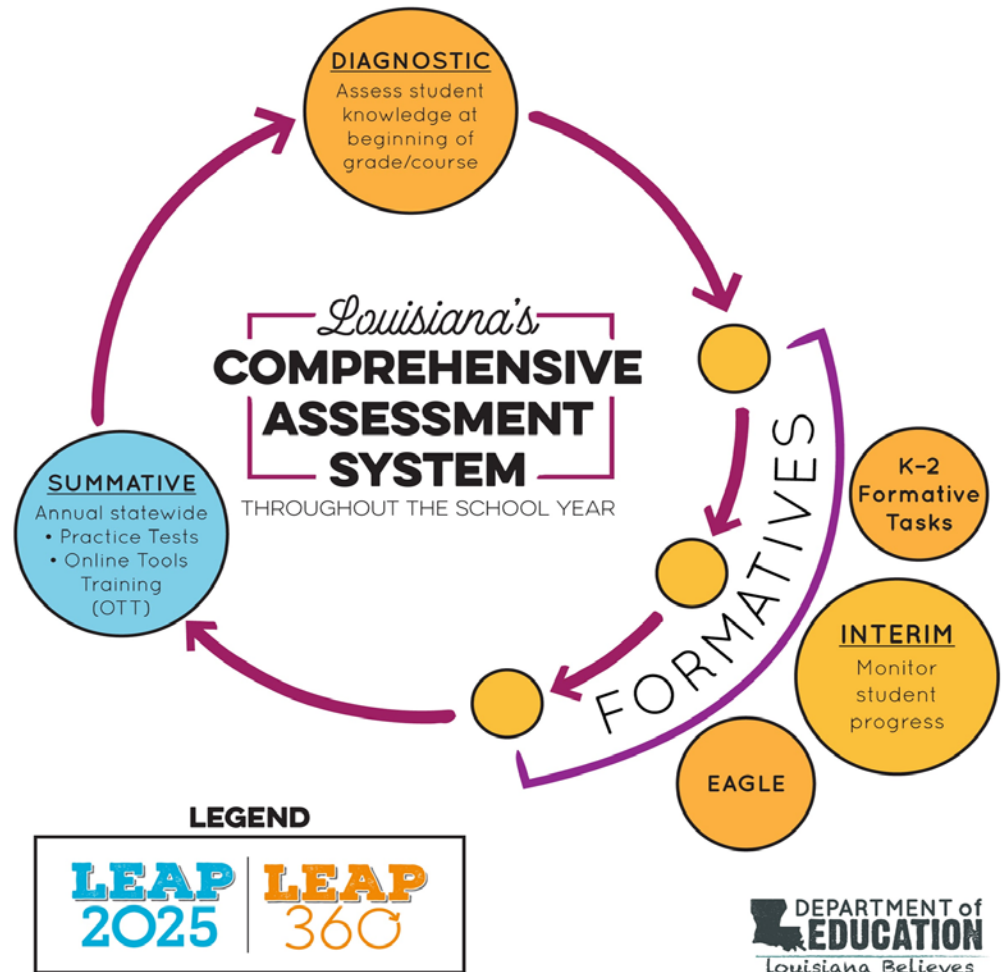 DIAGNOSTIC
Assess student
knowledge at
beginning of
grade/course
Louisiana's
COMPREHENSIVE
ASSESSMENT
SYSTEM
THROUGHOUT THE SCHOOL YEAR
FORMATIVES
K-2
Formative
Tasks
INTERIM
Monitor
student
progress
EAGLE
SUMMATIVE
Annual statewide
• Practice Tests
• Online Tools
Training
(OTT)
LEGEND
LEAP
2025
LEAP
360
DEPARTMENT of
EDUCATION
Louisiana Believes